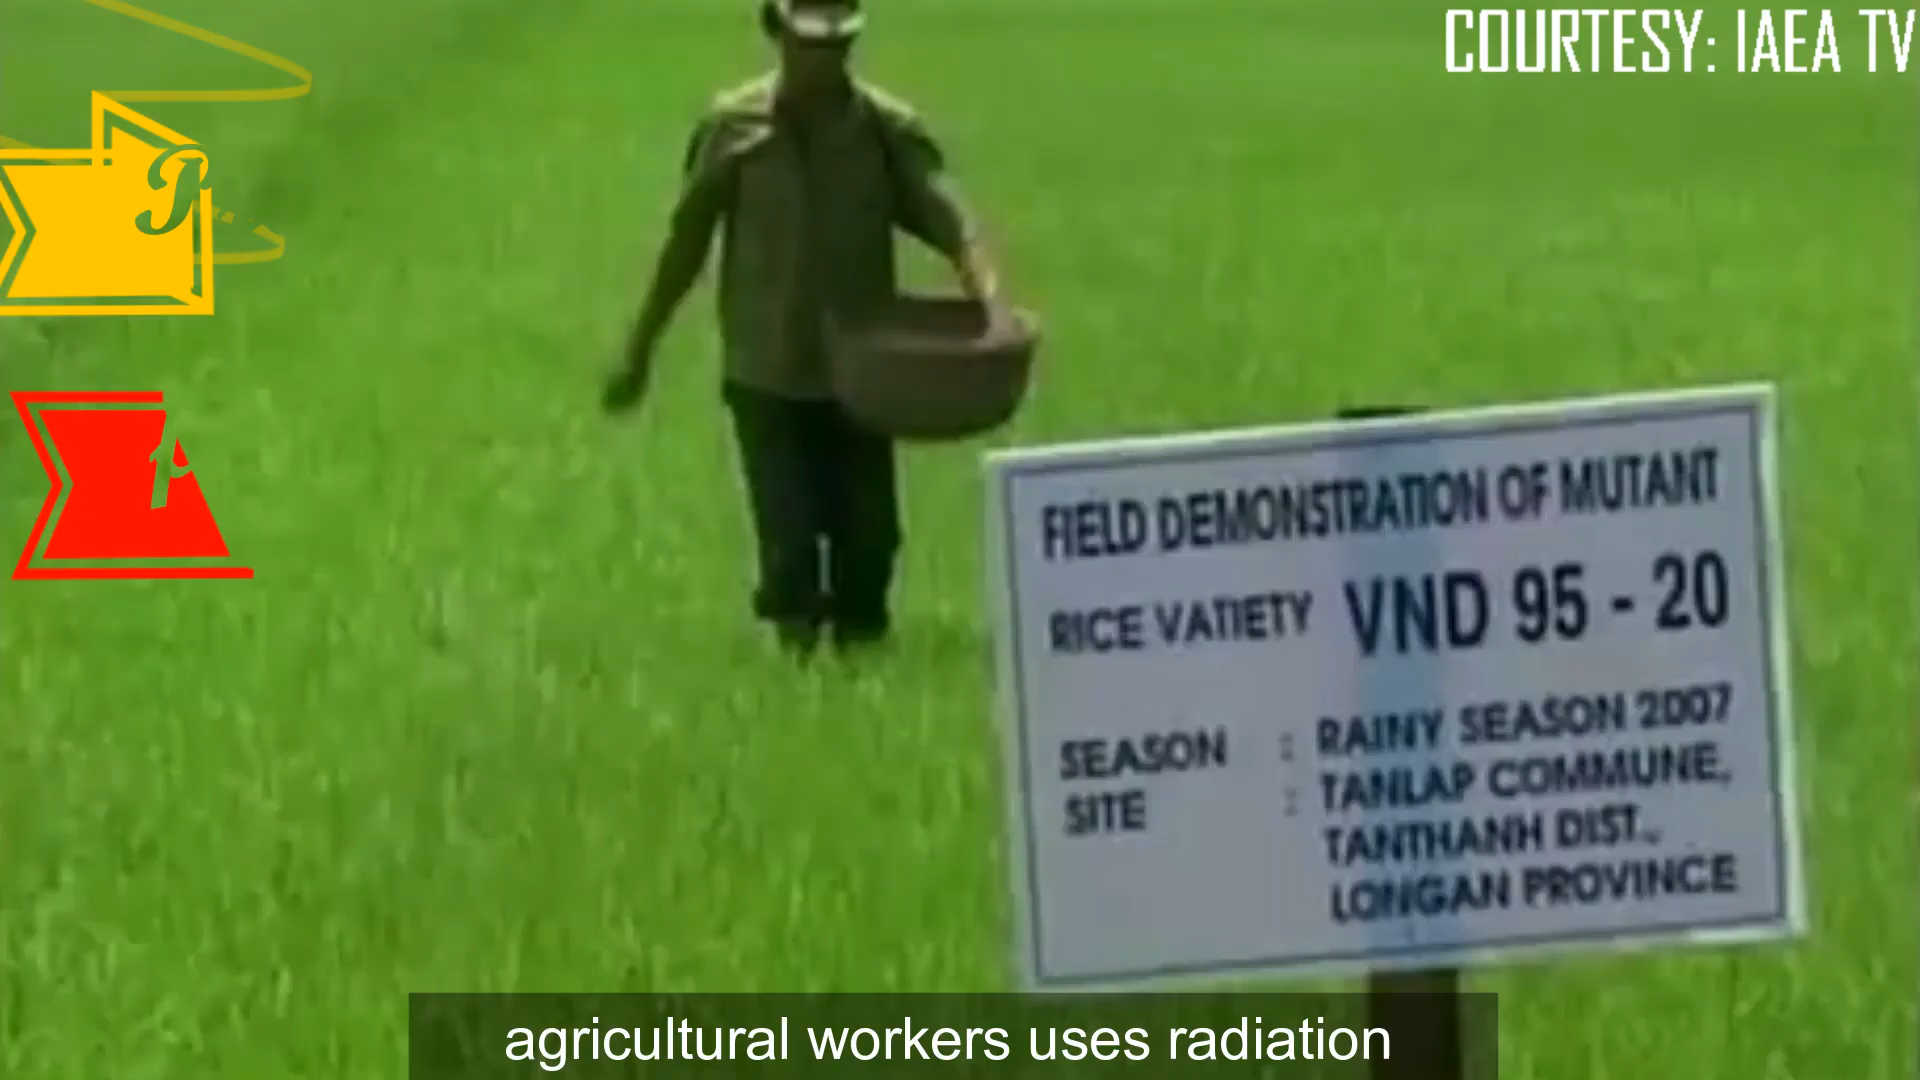 COURTESY: IAEA TV
FIELD DEMONSTRATION OF MUTANT
RICE VATIETY VND 95 - 20
SEASON : RAINY SEASON 2007
SITE : TANLAP COMMUNE,
TANTHANH DIST.,
LONGAN PROVINCE
agricultural workers uses radiation